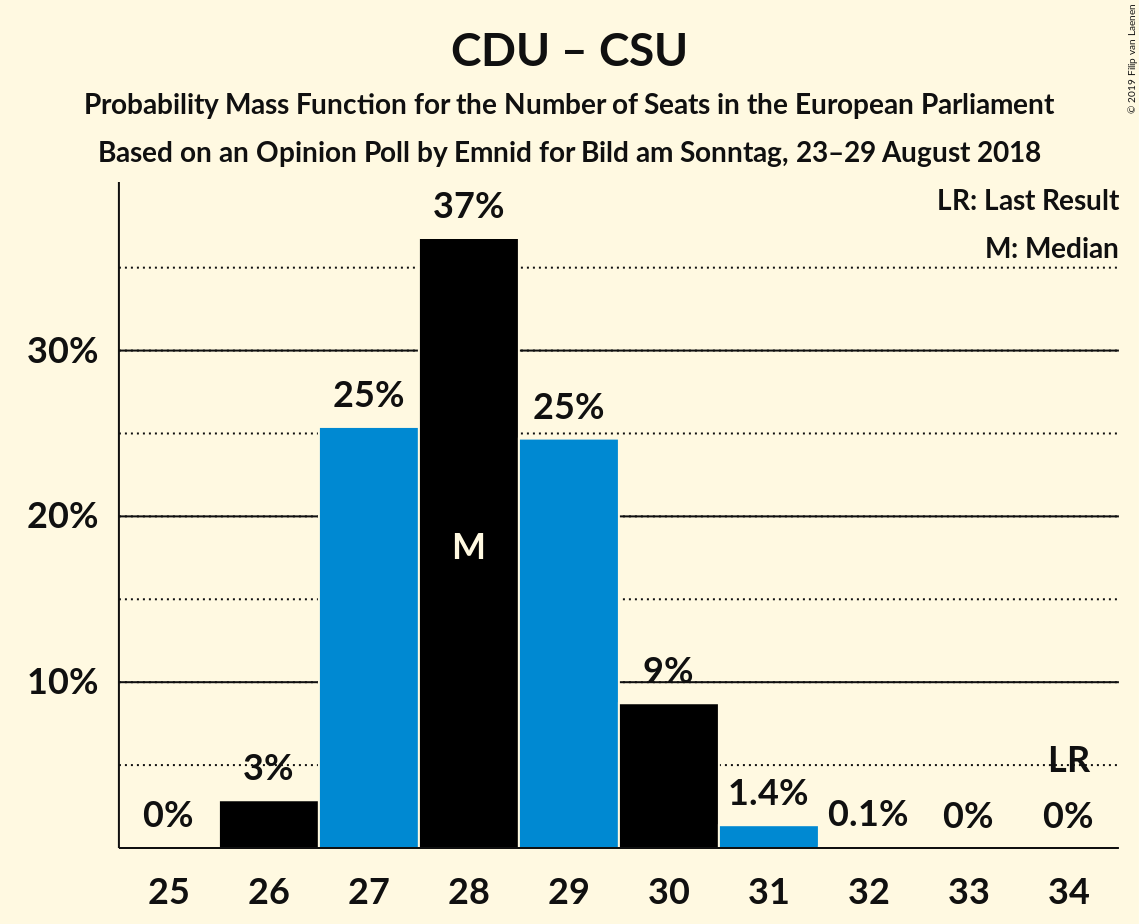 CDU – CSU
Probability Mass Function for the Number of Seats in the European Parliament
Based on an Opinion Poll by Emnid for Bild am Sonntag, 23–29 August 2018
© 2019 Filip van Laenen
LR: Last Result
M: Median
30%
20%
10%
0%
3%
25%
37%
M
25%
9%
1.4%
0.1%
0%
LR
0%
25 26 27 28 29 30 31 32 33 34